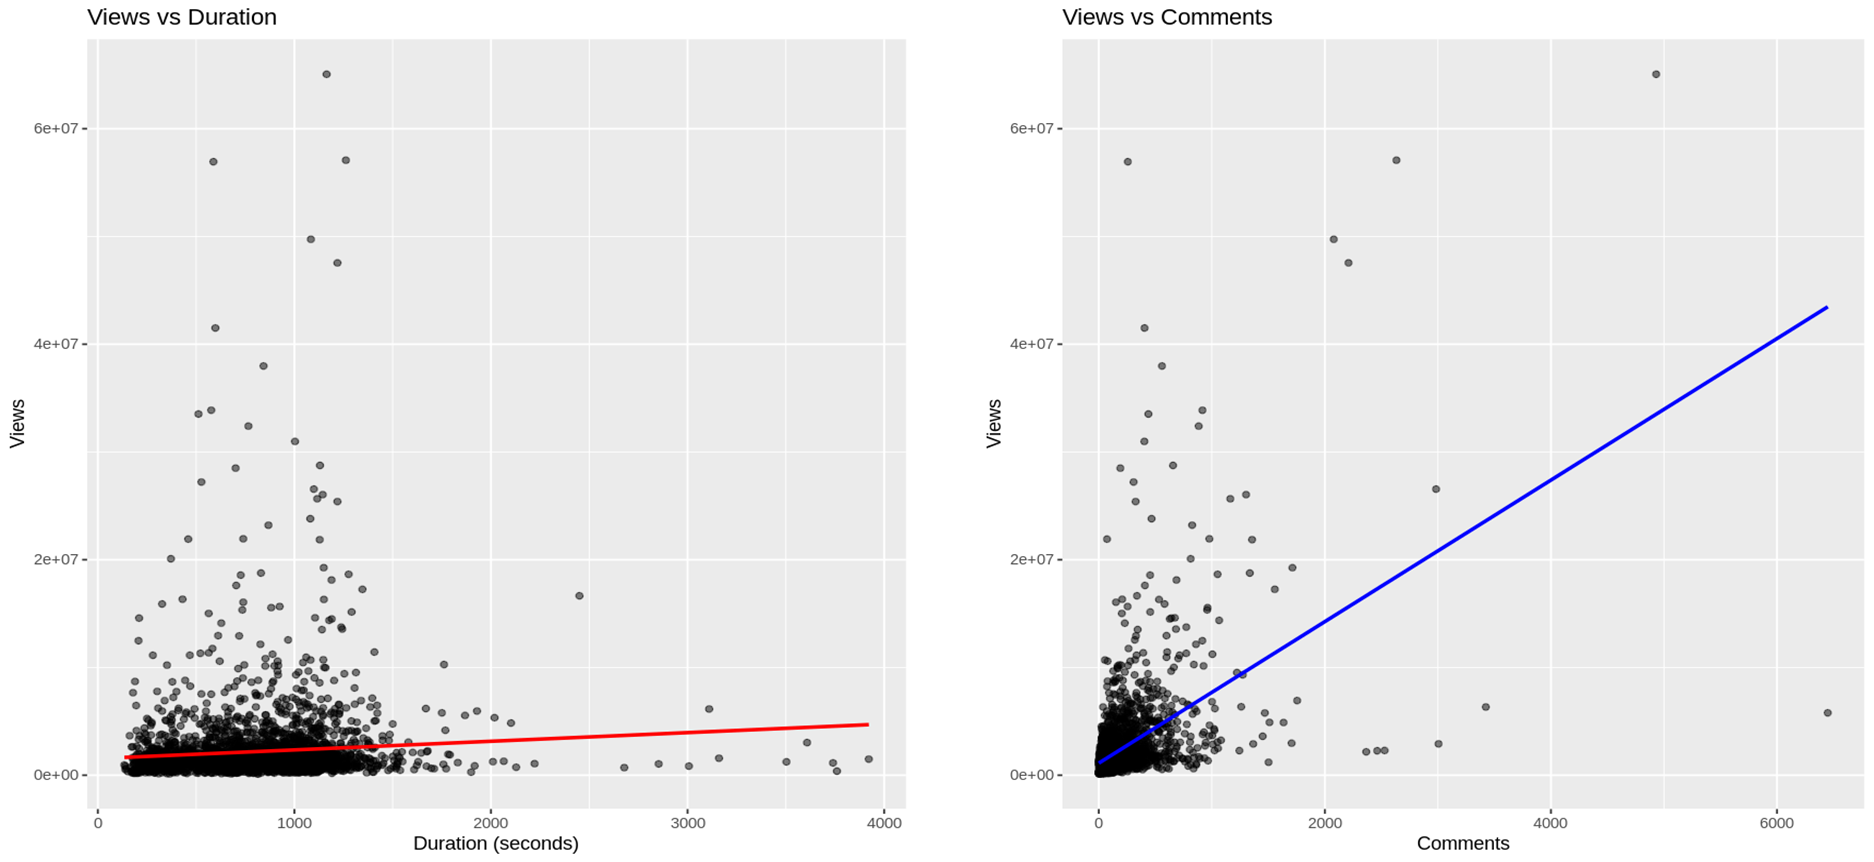 Views vs Duration
6e+07
4e+07
2e+07
0e+00
Views
0 1000 2000 3000 4000
Duration (seconds)
Views vs Comments
6e+07
4e+07
2e+07
0e+00
Views
0 2000 4000 6000
Comments